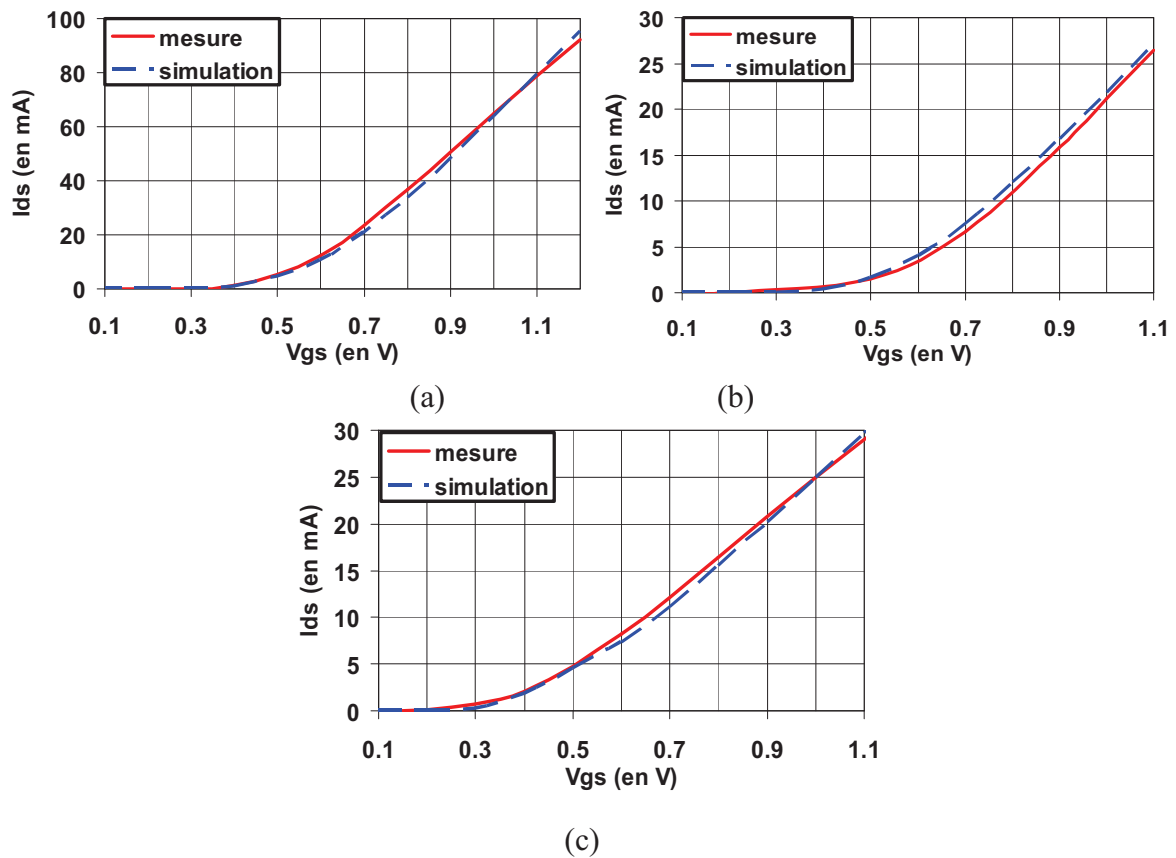 100
80
60
40
20
0
Ids (en mA)
mesure
simulation
0.1 0.3 0.5 0.7 0.9 1.1
Vgs (en V)
(a)
30
25
20
15
10
5
0
Ids (en mA)
mesure
simulation
0.1 0.3 0.5 0.7 0.9 1.1
Vgs (en V)
(b)
30
25
20
15
10
5
0
Ids (en mA)
mesure
simulation
0.1 0.3 0.5 0.7 0.9 1.1
Vgs (en V)
(c)